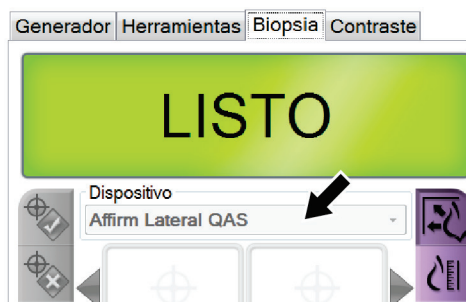 Generador Herramientas Biopsia Contraste
LISTO
Dispositivo
Affirm Lateral QAS